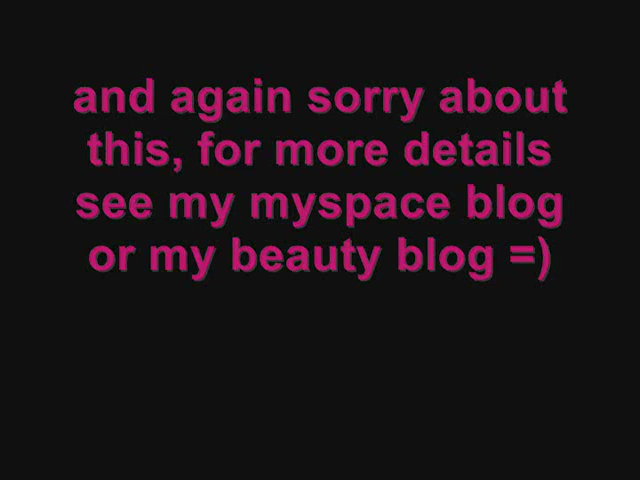 and again sorry about
this, for more details
see my myspace blog
or my beauty blog =)